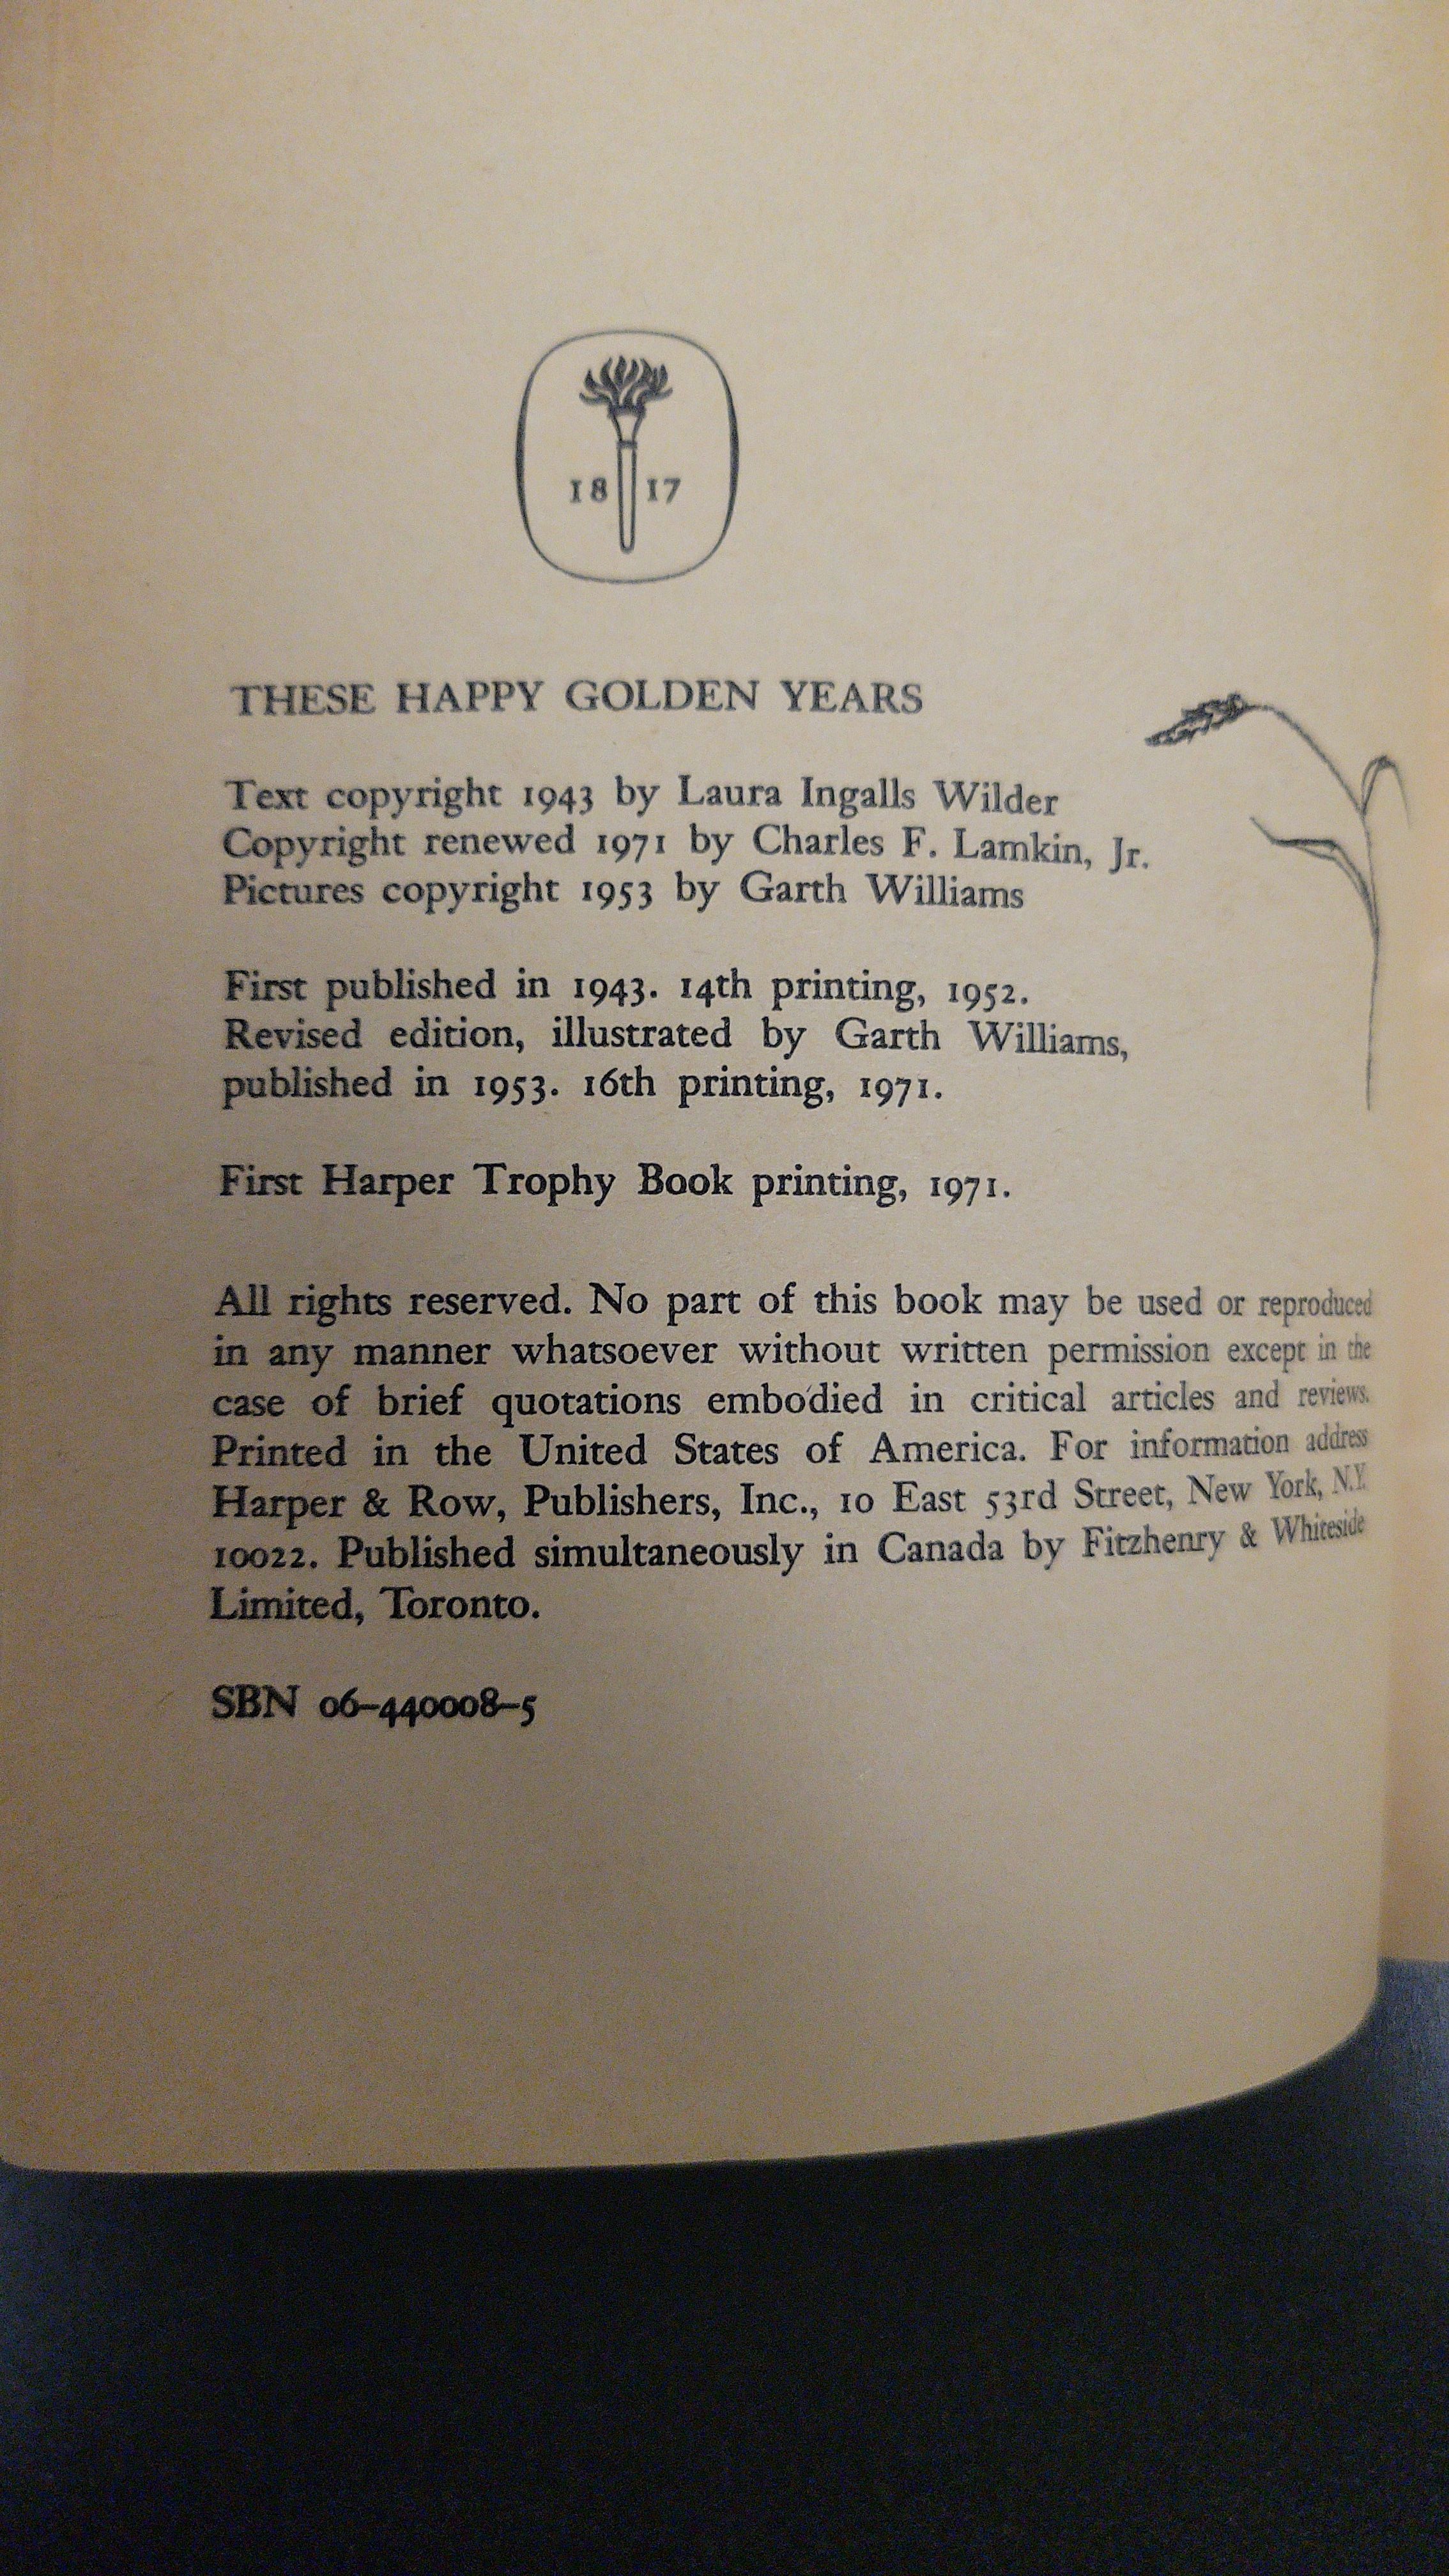 18 17
THESE HAPPY GOLDEN YEARS
Text copyright 1943 by Laura Ingalls Wilder
Copyright renewed 1971 by Charles F. Lamkin, Jr.
Pictures copyright 1953 by Garth Williams
First published in 1943. 14th printing, 1952.
Revised edition, illustrated by Garth Williams,
published in 1953. 16th printing, 1971.
First Harper Trophy Book printing, 1971.
All rights reserved. No part of this book may be used or reproduced
in any manner whatsoever without written permission except in the
case of brief quotations embodied in critical articles and reviews.
Printed in the United States of America. For information address
Harper & Row, Publishers, Inc., 10 East 53rd Street, New York, N.Y.
10022. Published simultaneously in Canada by Fitzhenry & Whiteside
Limited, Toronto.
SBN 06–440008–5